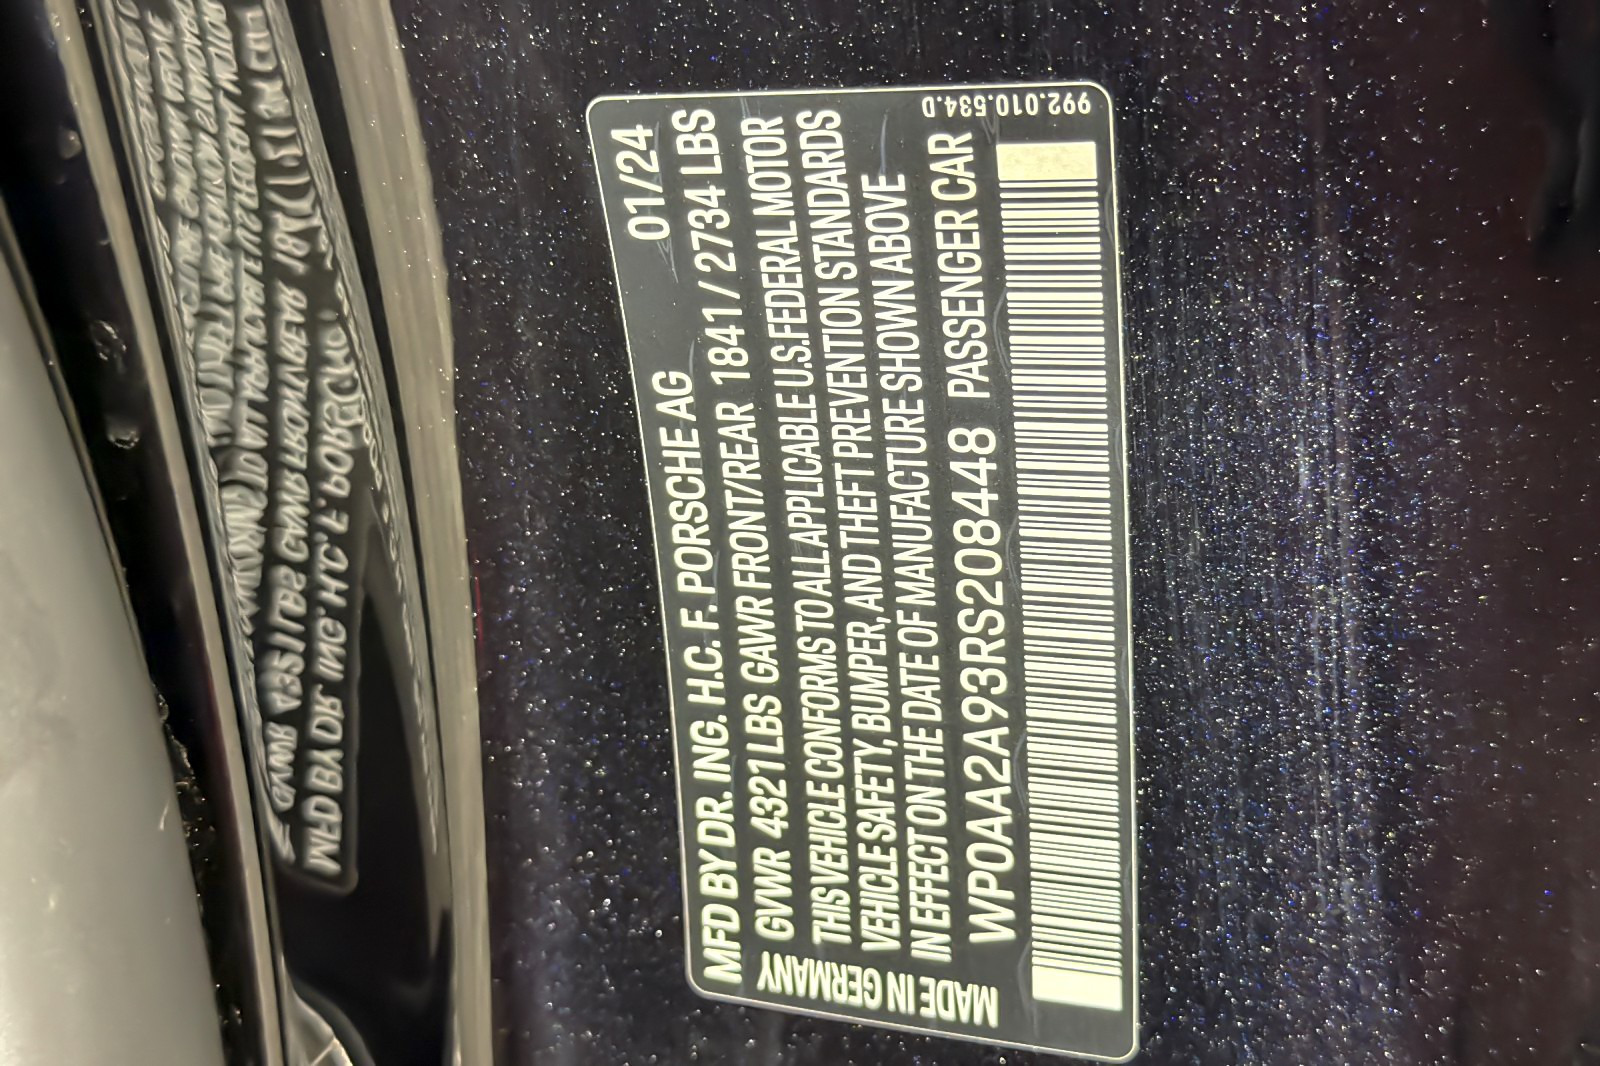 MFD BY DR. ING. H.C. F. PORSCHE AG 01/24
GVWR 4321 LBS GAWR FRONT/REAR 1841 / 2734 LBS
THIS VEHICLE CONFORMS TO ALL APPLICABLE U.S. FEDERAL MOTOR
VEHICLE SAFETY, BUMPER, AND THEFT PREVENTION STANDARDS
IN EFFECT ON THE DATE OF MANUFACTURE SHOWN ABOVE
WP0AA2A93RS208448 PASSENGER CAR
MADE IN GERMANY
992.010.534.D